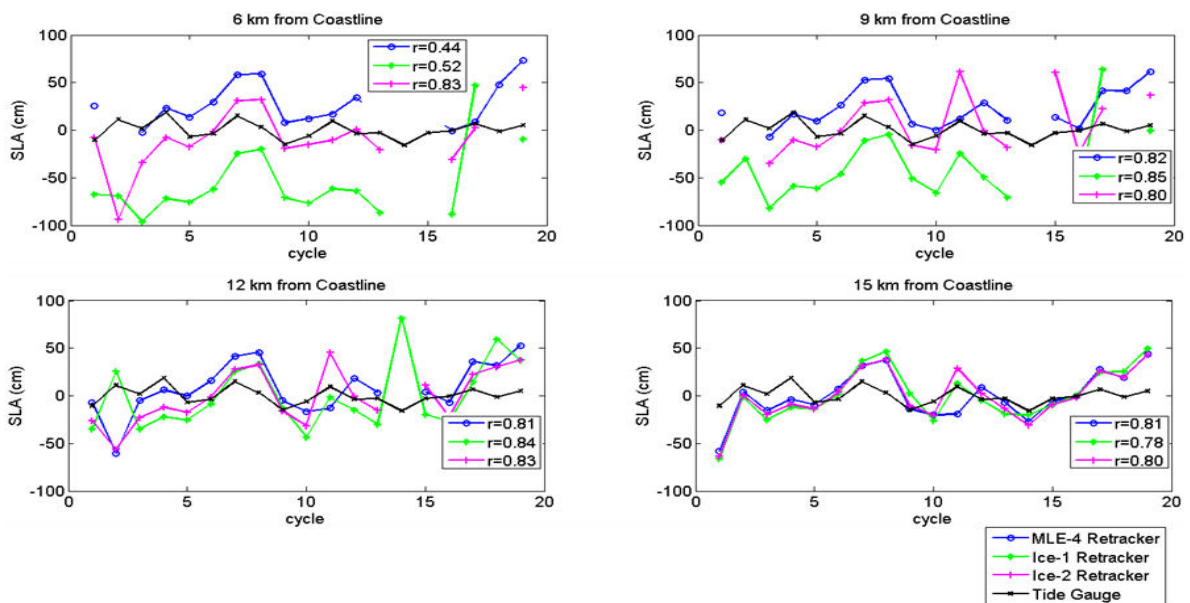 6 km from Coastline
SLA (cm)
100
50
0
-50
-100
0 5 10 15 20
cycle
r=0.44
r=0.52
r=0.83
9 km from Coastline
SLA (cm)
100
50
0
-50
-100
0 5 10 15 20
cycle
r=0.82
r=0.85
r=0.80
12 km from Coastline
SLA (cm)
100
50
0
-50
-100
0 5 10 15 20
cycle
r=0.81
r=0.84
r=0.83
15 km from Coastline
SLA (cm)
100
50
0
-50
-100
0 5 10 15 20
cycle
r=0.81
r=0.78
r=0.80
MLE-4 Retracker
Ice-1 Retracker
Ice-2 Retracker
Tide Gauge